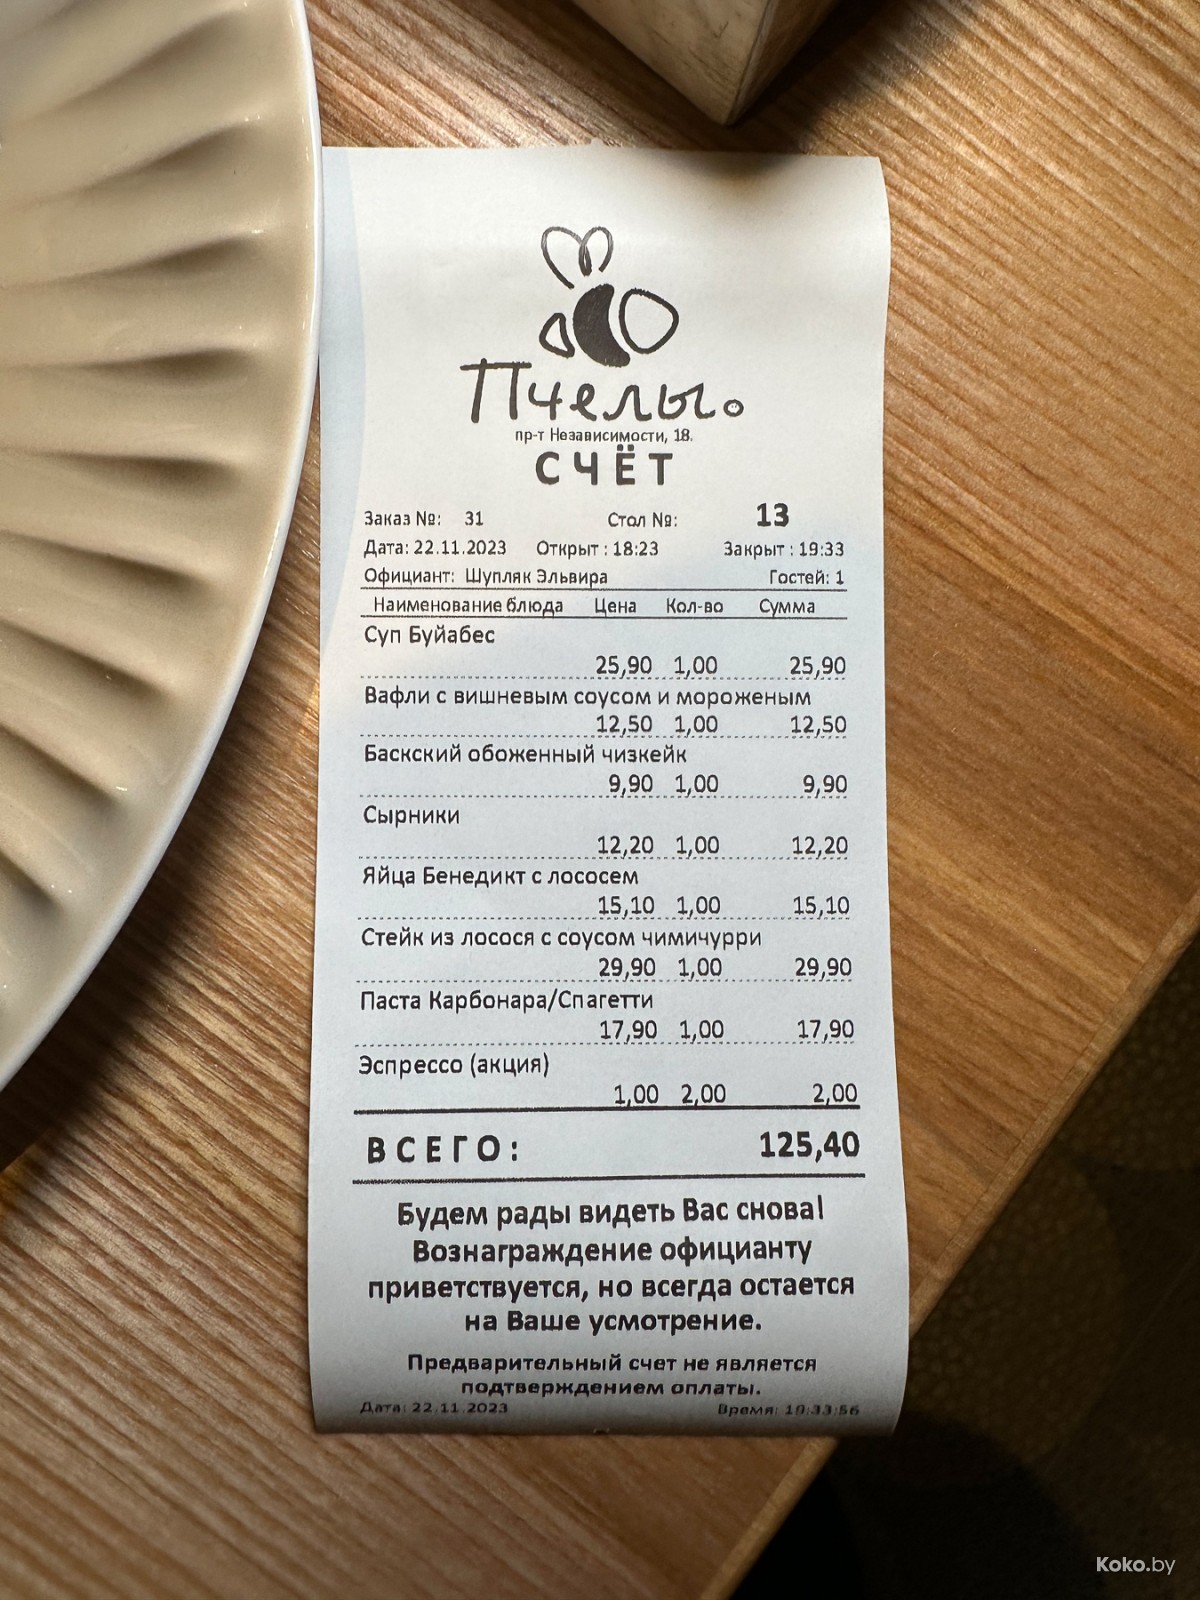 Пчелы.
пр-т Независимости, 18.
СЧЁТ
Заказ №: 31 Стол №: 13
Дата: 22.11.2023 Открыт : 18:23 Закрыт : 19:33
Официант: Шупляк Эльвира Гостей: 1
Наименование блюда Цена Кол-во Сумма
Суп Буйабес
25,90 1,00 25,90
Вафли с вишневым соусом и мороженым
12,50 1,00 12,50
Баскский обоженный чизкейк
9,90 1,00 9,90
Сырники
12,20 1,00 12,20
Яйца Бенедикт с лососем
15,10 1,00 15,10
Стейк из лосося с соусом чимичурри
29,90 1,00 29,90
Паста Карбонара/Спагетти
17,90 1,00 17,90
Эспрессо (акция)
1,00 2,00 2,00
ВСЕГО: 125,40
Будем рады видеть Вас снова!
Вознаграждение официанту
приветствуется, но всегда остается
на Ваше усмотрение.
Предварительный счет не является
подтверждением оплаты.
Дата: 22.11.2023 Время: 19:33:56
Koko.by